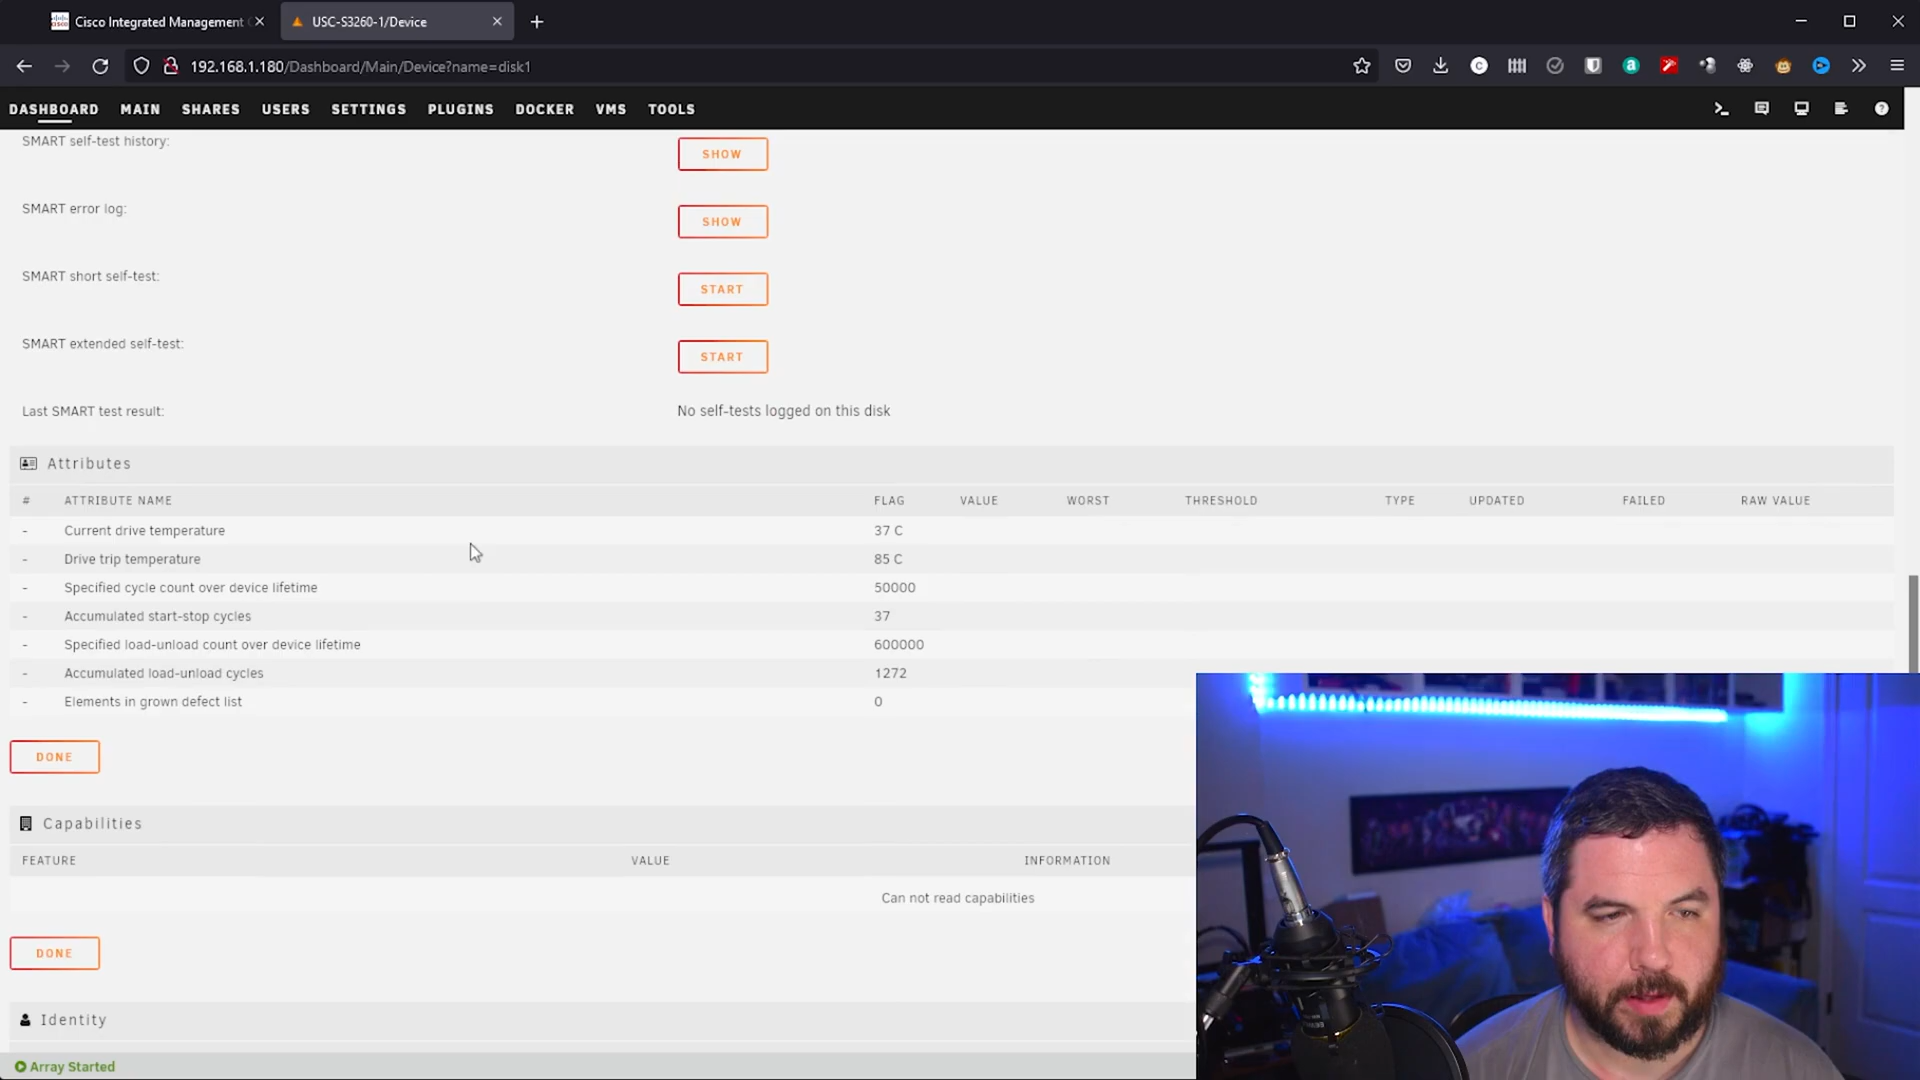 Cisco Integrated Management
USC-S3260-1/Device
192.168.1.180/Dashboard/Main/Device?name=disk1
DASHBOARD MAIN SHARES USERS SETTINGS PLUGINS DOCKER VMS TOOLS
SMART self-test history: SHOW
SMART error log: SHOW
SMART short self-test: START
SMART extended self-test: START
Last SMART test result: No self-tests logged on this disk
Attributes
# ATTRIBUTE NAME FLAG VALUE WORST THRESHOLD TYPE UPDATED FAILED RAW VALUE
- Current drive temperature 37 C
- Drive trip temperature 85 C
- Specified cycle count over device lifetime 50000
- Accumulated start-stop cycles 37
- Specified load-unload count over device lifetime 600000
- Accumulated load-unload cycles 1272
- Elements in grown defect list 0
DONE
Capabilities
FEATURE VALUE INFORMATION
Can not read capabilities
DONE
Identity
Array Started